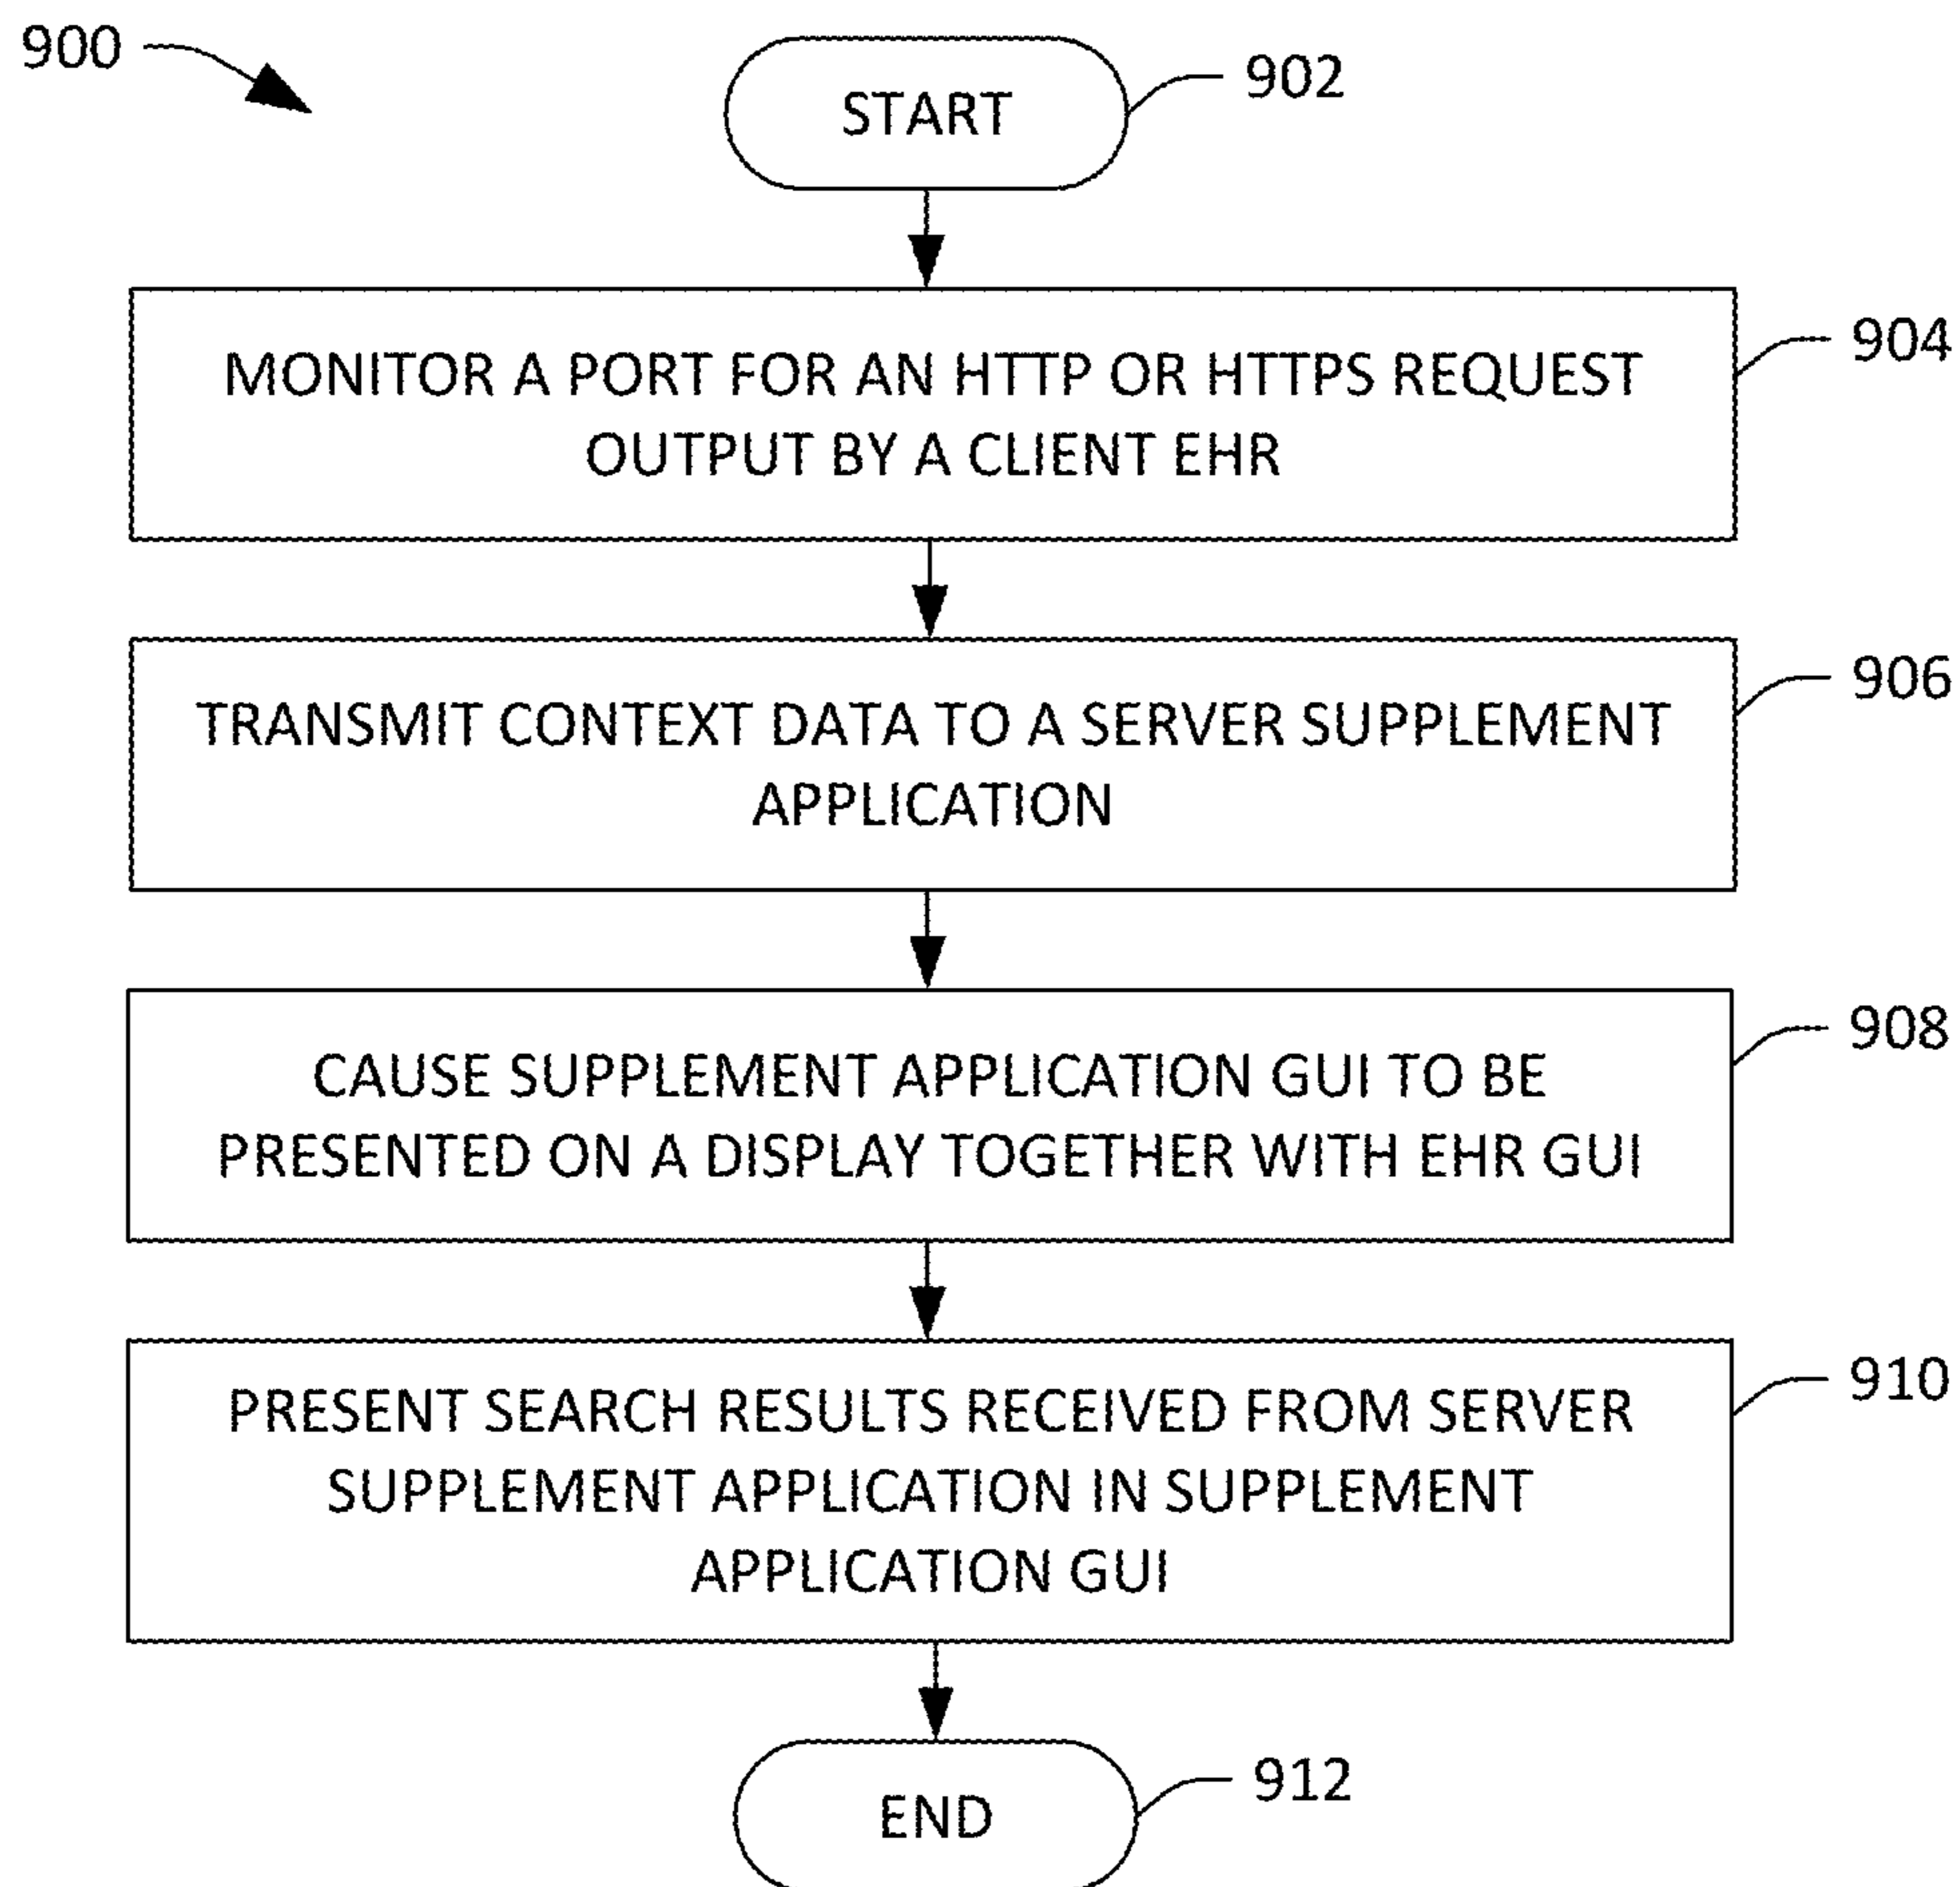 900
START
902
MONITOR A PORT FOR AN HTTP OR HTTPS REQUEST
OUTPUT BY A CLIENT EHR
904
TRANSMIT CONTEXT DATA TO A SERVER SUPPLEMENT
APPLICATION
906
CAUSE SUPPLEMENT APPLICATION GUI TO BE
PRESENTED ON A DISPLAY TOGETHER WITH EHR GUI
908
PRESENT SEARCH RESULTS RECEIVED FROM SERVER
SUPPLEMENT APPLICATION IN SUPPLEMENT
APPLICATION GUI
910
END
912